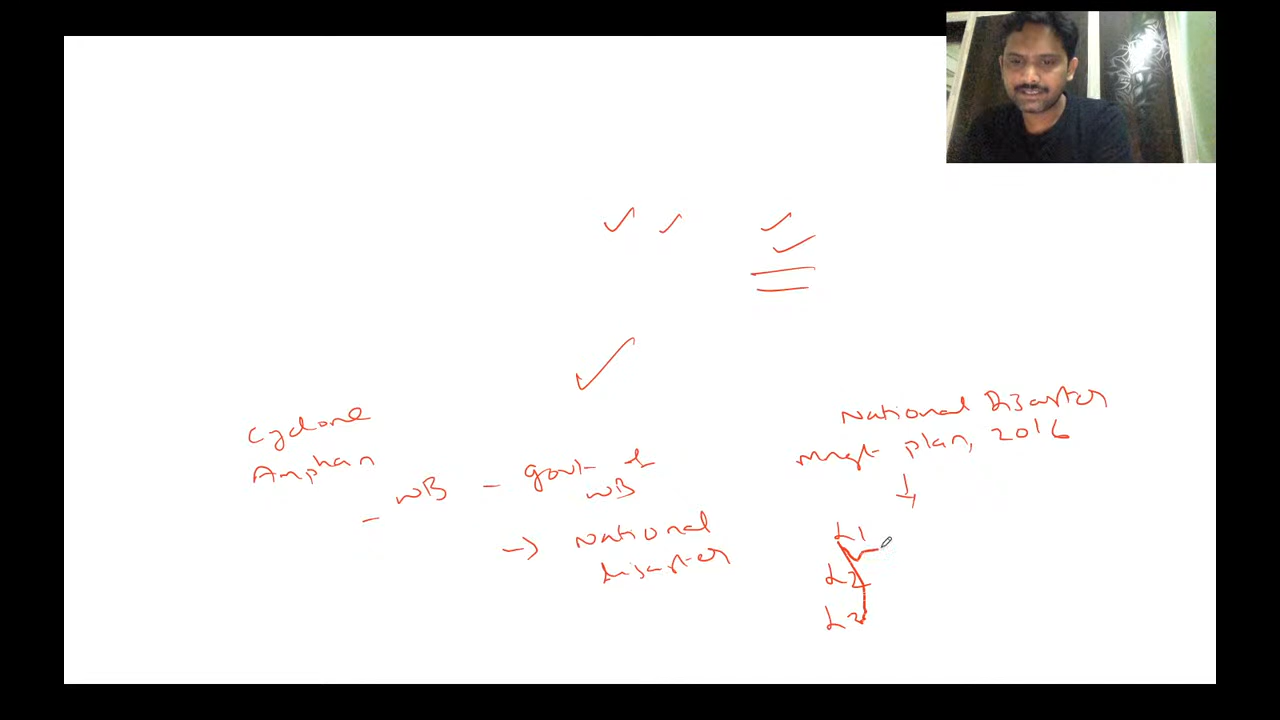 Cyclone
Amphan
- WB - govt of
WB
→ National
Disaster
National Disaster
Mngt plan, 2016
↓
L1
L2
L3